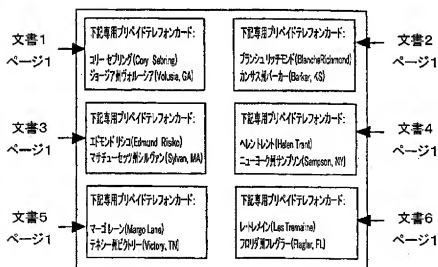 文書1
ページ1
下記専用プリペイドテレフォンカード:
コリー セブリング(Cory Sebring)
ジョージア州ヴォルーシア(Volusia, GA)
文書2
ページ1
下記専用プリペイドテレフォンカード:
ブランシュ リッチモンド(Blanche Richmond)
カンサス州バーカー(Barker, KS)
文書3
ページ1
下記専用プリペイドテレフォンカード:
エドモンド リシコ(Edmund Risiko)
マサチューセッツ州シルヴァン(Sylvan, MA)
文書4
ページ1
下記専用プリペイドテレフォンカード:
ヘレン トレント(Helen Trent)
ニューヨーク州サンプソン(Sampson, NY)
文書5
ページ1
下記専用プリペイドテレフォンカード:
マーゴ レーン(Margo Lane)
テネシー州ビクトリー(Victory, TN)
文書6
ページ1
下記専用プリペイドテレフォンカード:
レ・トレメイン(Les Tremaine)
フロリダ州フレグラー(Flagler, FL)